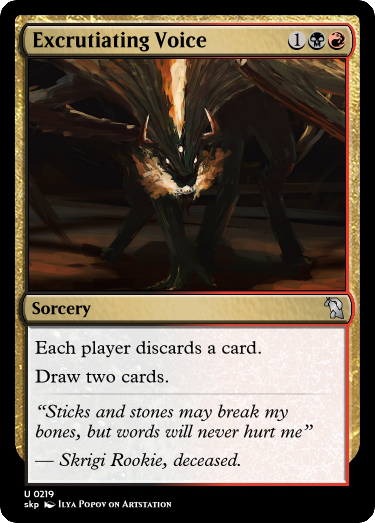 Excrutiating Voice 1
Sorcery
Each player discards a card.
Draw two cards.
“Sticks and stones may break my
bones, but words will never hurt me”
— Skrigi Rookie, deceased.
U 0219
skp Ilya Popov on Artstation